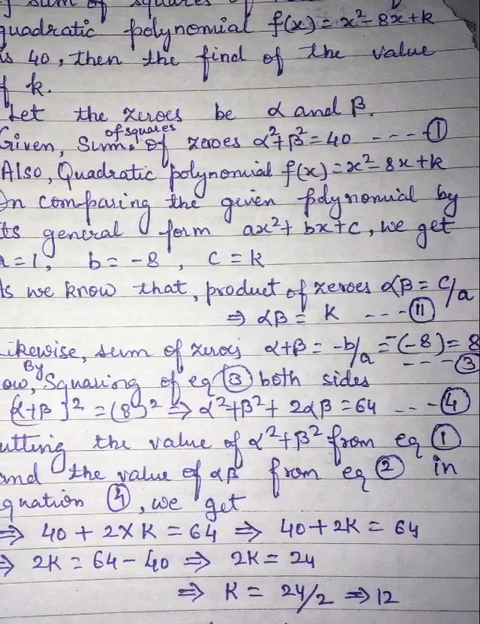 sum of squares of
quadratic polynomial f(x) = x²- 8x + k
is 40, then the find of the value
f k.
Let the zeroes be α and β.
Given, Sum of squares of zeroes α²+β² = 40 ---- ①
Also, Quadratic polynomial f(x) = x²- 8x + k
On comparing the given polynomial by
its general form ax²+ bx + c, we get
a = 1, b = -8 , C = k
As we know that, product of zeroes αβ = C/a
⇒ αβ = K --- ⑪
Likewise, sum of zeroes α+β = -b/a = -(-8) = 8
---- ③
Now, By Squaring of eq ③ both sides
(α+β)² = (8)² ⇒ α²+β²+ 2αβ = 64 --- ④
utting the value of α²+β² from eq ①
and the value of αβ from eq ② in
quation ④, we get
⇒ 40 + 2 X K = 64 ⇒ 40 + 2K = 64
⇒ 2K = 64 - 40 ⇒ 2K = 24
⇒ K = 24/2 ⇒ 12